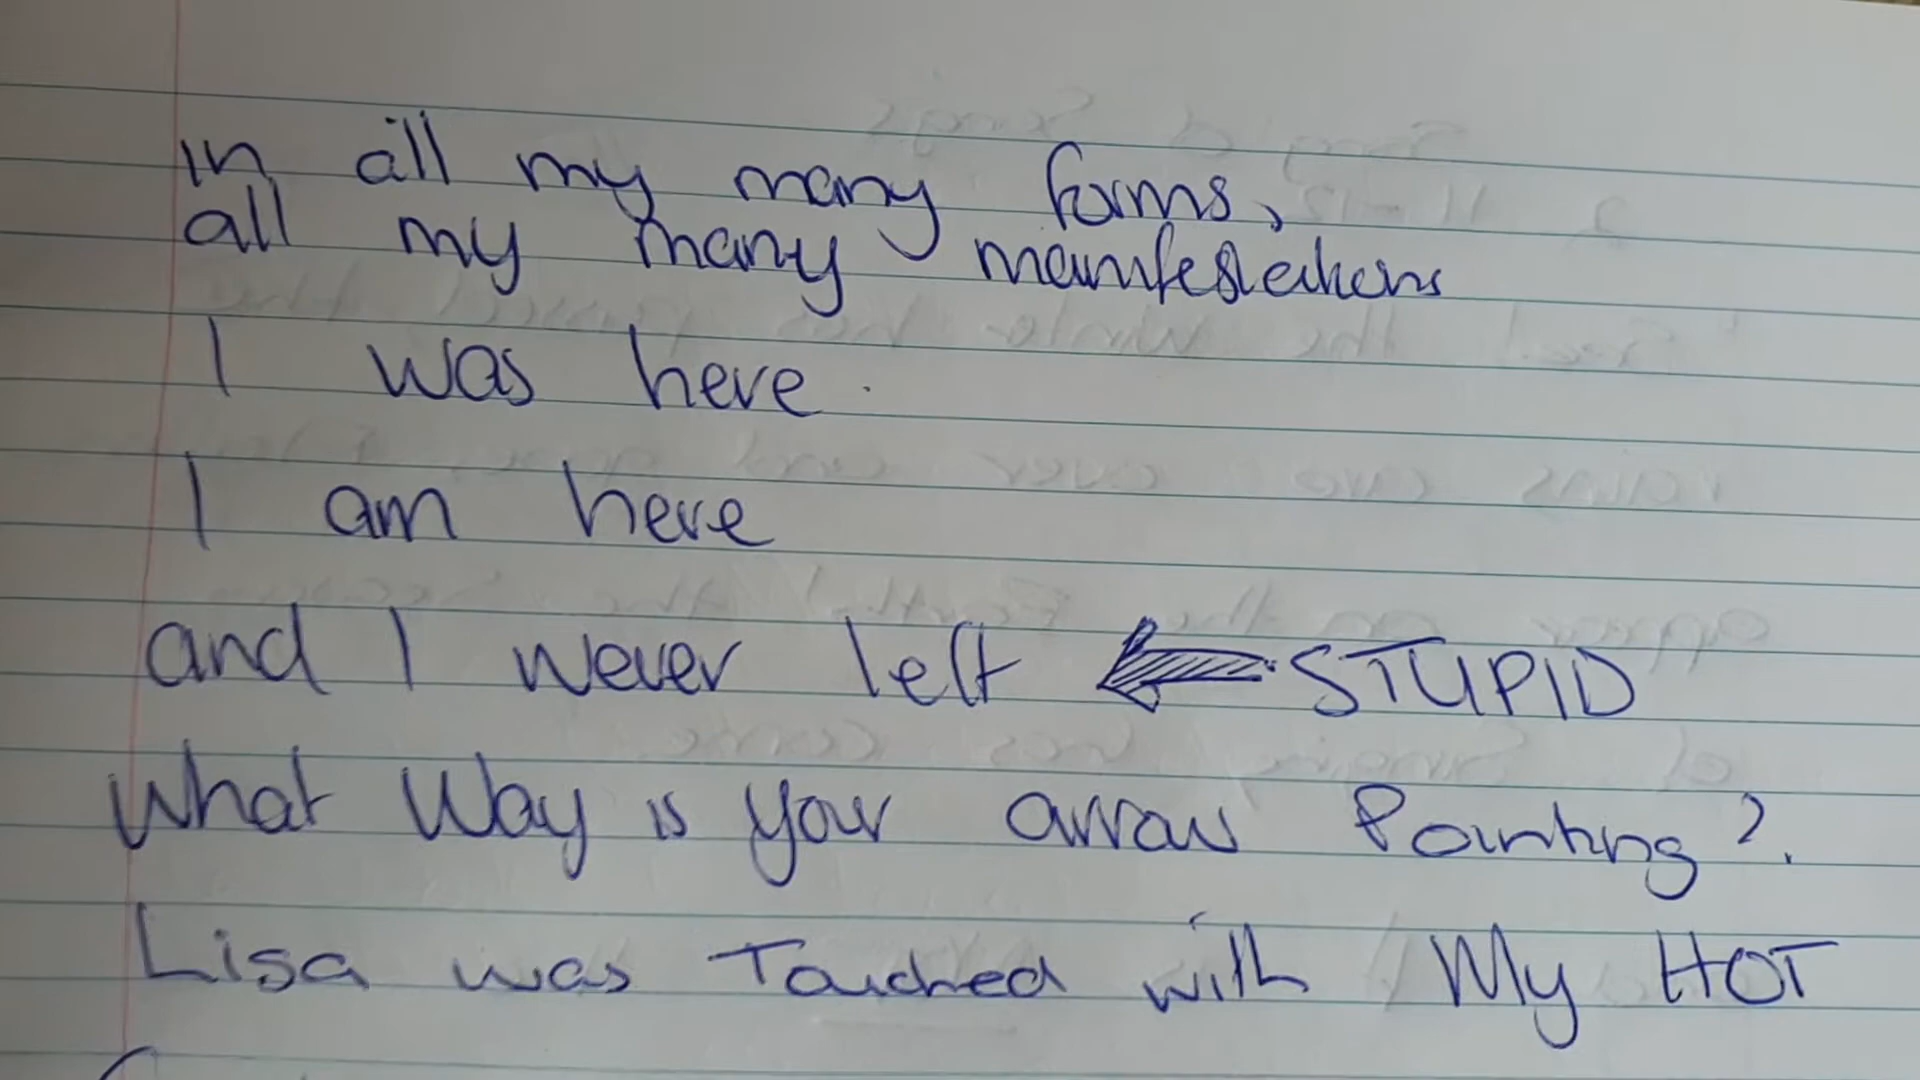 in all my many forms,
all my many manifestations
I was here.
I am here
and I never left ← STUPID
What Way is your arrow Pointing?.
Lisa was Touched with My HOT